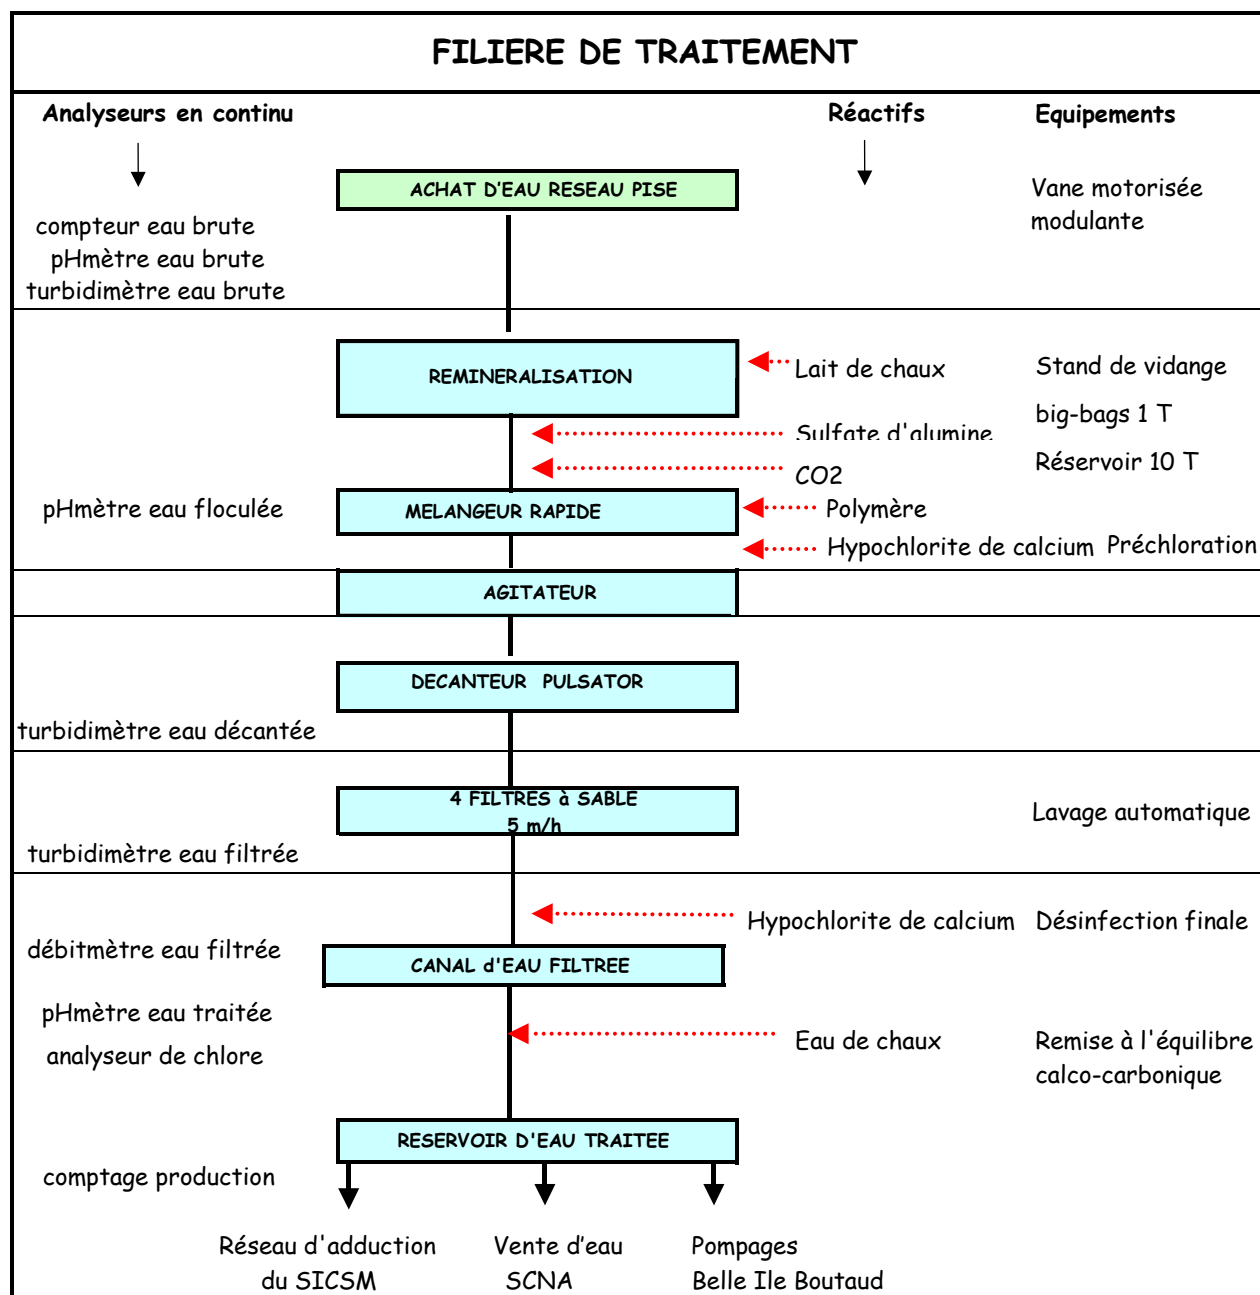 FILIERE DE TRAITEMENT
Analyseurs en continu
Réactifs
Equipements
ACHAT D'EAU RESEAU PISE
Vane motorisée
modulante
compteur eau brute
pHmètre eau brute
turbidimètre eau brute
REMINERALISATION
Lait de chaux
Stand de vidange
big-bags 1 T
Sulfate d'alumine
Réservoir 10 T
CO2
pHmètre eau floculée
MELANGEUR RAPIDE
Polymère
Hypochlorite de calcium
Préchloration
AGITATEUR
DECANTEUR PULSATOR
turbidimètre eau décantée
4 FILTRES à SABLE
5 m/h
Lavage automatique
turbidimètre eau filtrée
Hypochlorite de calcium
Désinfection finale
débitmètre eau filtrée
CANAL d'EAU FILTREE
pHmètre eau traitée
analyseur de chlore
Eau de chaux
Remise à l'équilibre
calco-carbonique
RESERVOIR D'EAU TRAITEE
comptage production
Réseau d'adduction
du SICSM
Vente d'eau
SCNA
Pompages
Belle Ile Boutaud